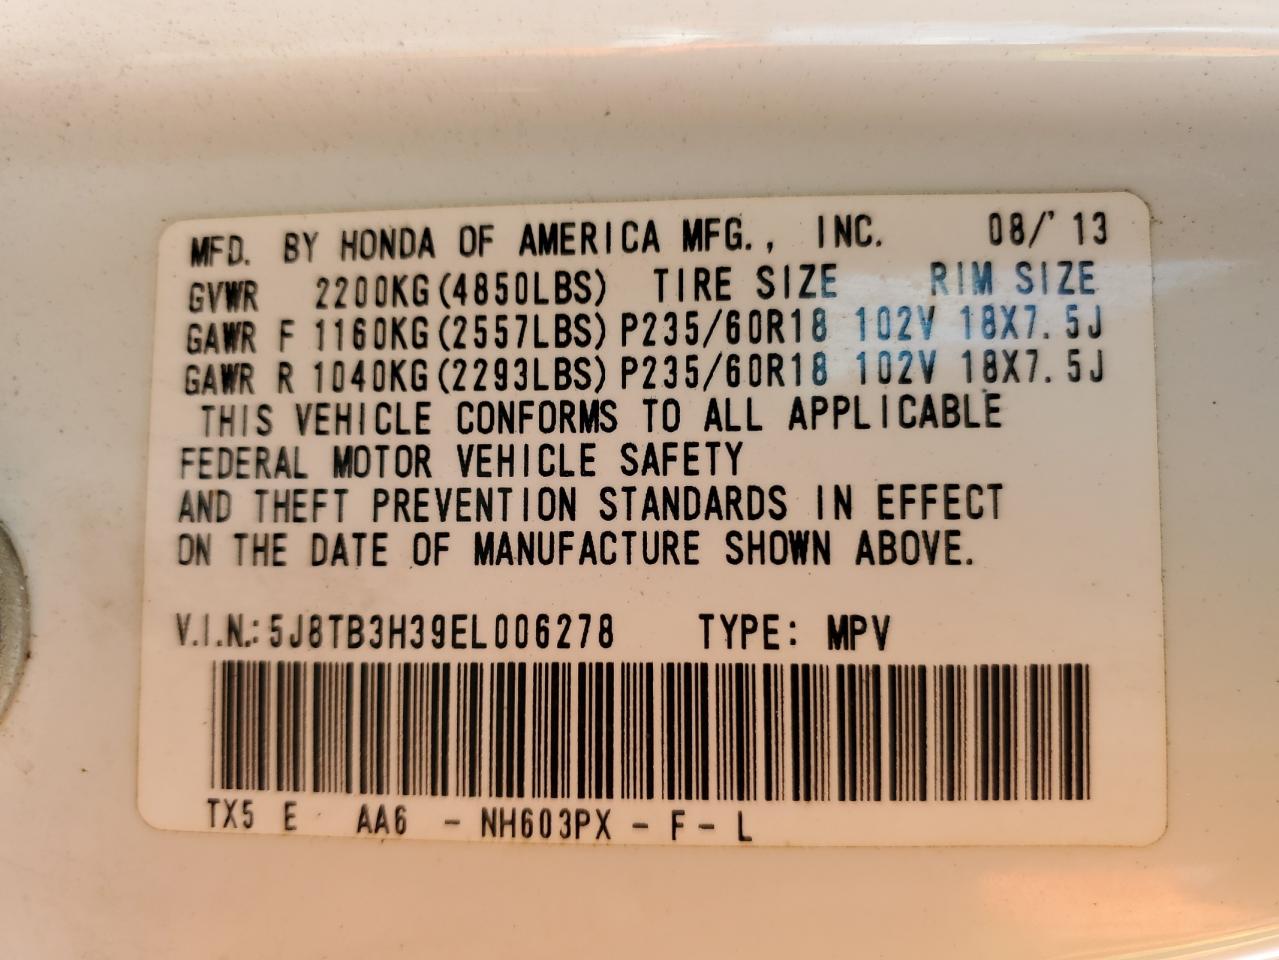 MFD. BY HONDA OF AMERICA MFG., INC. 08/'13
GVWR 2200KG(4850LBS) TIRE SIZE RIM SIZE
GAWR F 1160KG(2557LBS) P235/60R18 102V 18X7.5J
GAWR R 1040KG(2293LBS) P235/60R18 102V 18X7.5J
THIS VEHICLE CONFORMS TO ALL APPLICABLE
FEDERAL MOTOR VEHICLE SAFETY
AND THEFT PREVENTION STANDARDS IN EFFECT
ON THE DATE OF MANUFACTURE SHOWN ABOVE.
V.I.N.: 5J8TB3H39EL006278 TYPE: MPV
TX5 E AA6 - NH603PX - F - L